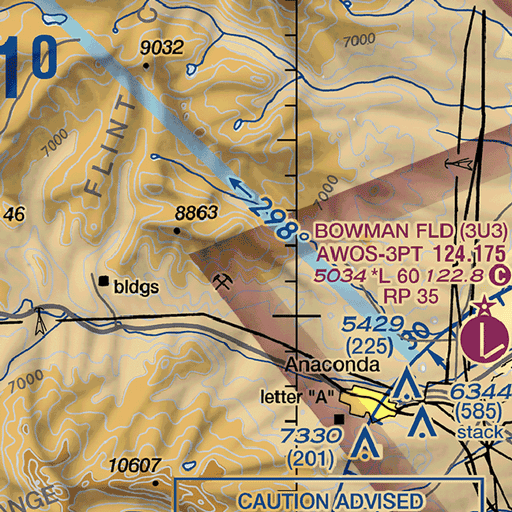 10
9032
7000
FLINT C
7000
46
8863
298°
7000
BOWMAN FLD (3U3)
AWOS-3PT 124.175
5034 *L 60 122.8 C
RP 35
bldgs
5429
(225)
30
L
Anaconda
letter "A"
6344
(585)
stack
7330
(201)
7000
10607
ANGE
CAUTION ADVISED